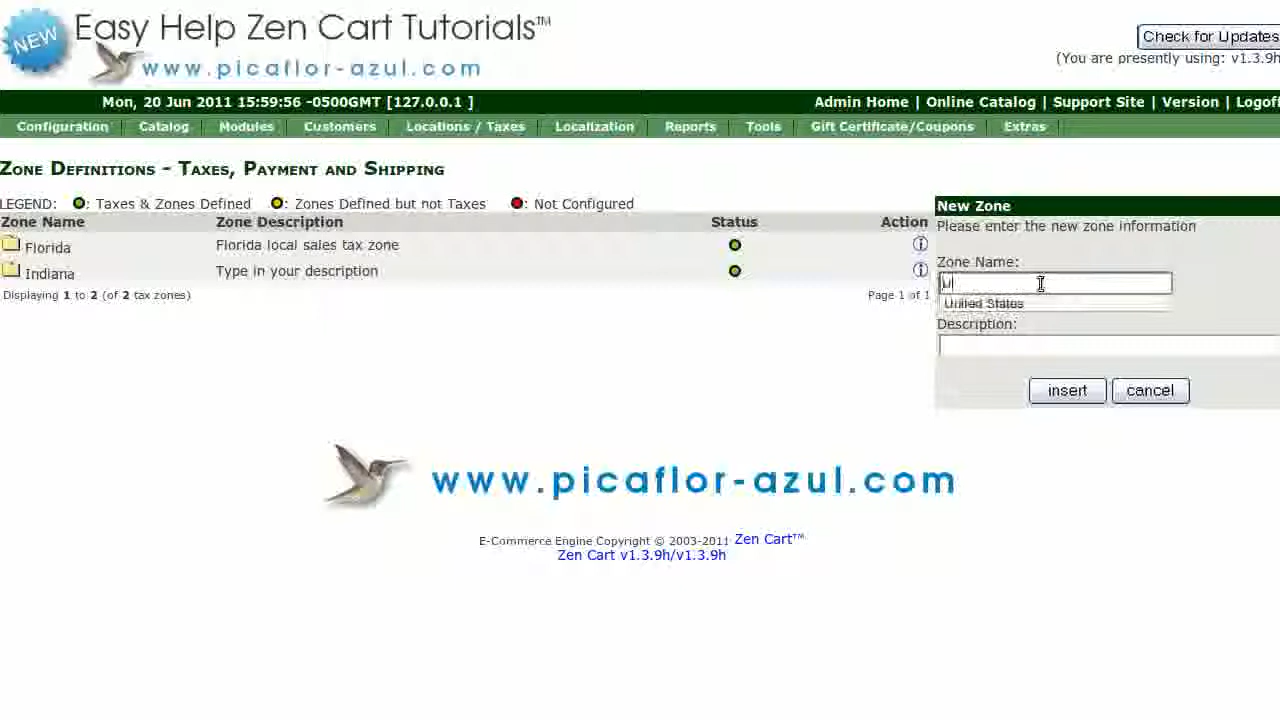 NEW
Easy Help Zen Cart Tutorials™
www.picaflor-azul.com
Check for Updates
(You are presently using: v1.3.9h
Mon, 20 Jun 2011 15:59:56 -0500GMT [127.0.0.1 ]
Admin Home | Online Catalog | Support Site | Version | Logoff
Configuration Catalog Modules Customers Locations / Taxes Localization Reports Tools Gift Certificate/Coupons Extras
Zone Definitions - Taxes, Payment and Shipping
LEGEND: : Taxes & Zones Defined : Zones Defined but not Taxes : Not Configured
Zone Name Zone Description Status Action
Florida Florida local sales tax zone
Indiana Type in your description
Displaying 1 to 2 (of 2 tax zones) Page 1 of 1
New Zone
Please enter the new zone information
Zone Name:
United States
Description:
insert cancel
www.picaflor-azul.com
E-Commerce Engine Copyright © 2003-2011 Zen Cart™
Zen Cart v1.3.9h/v1.3.9h